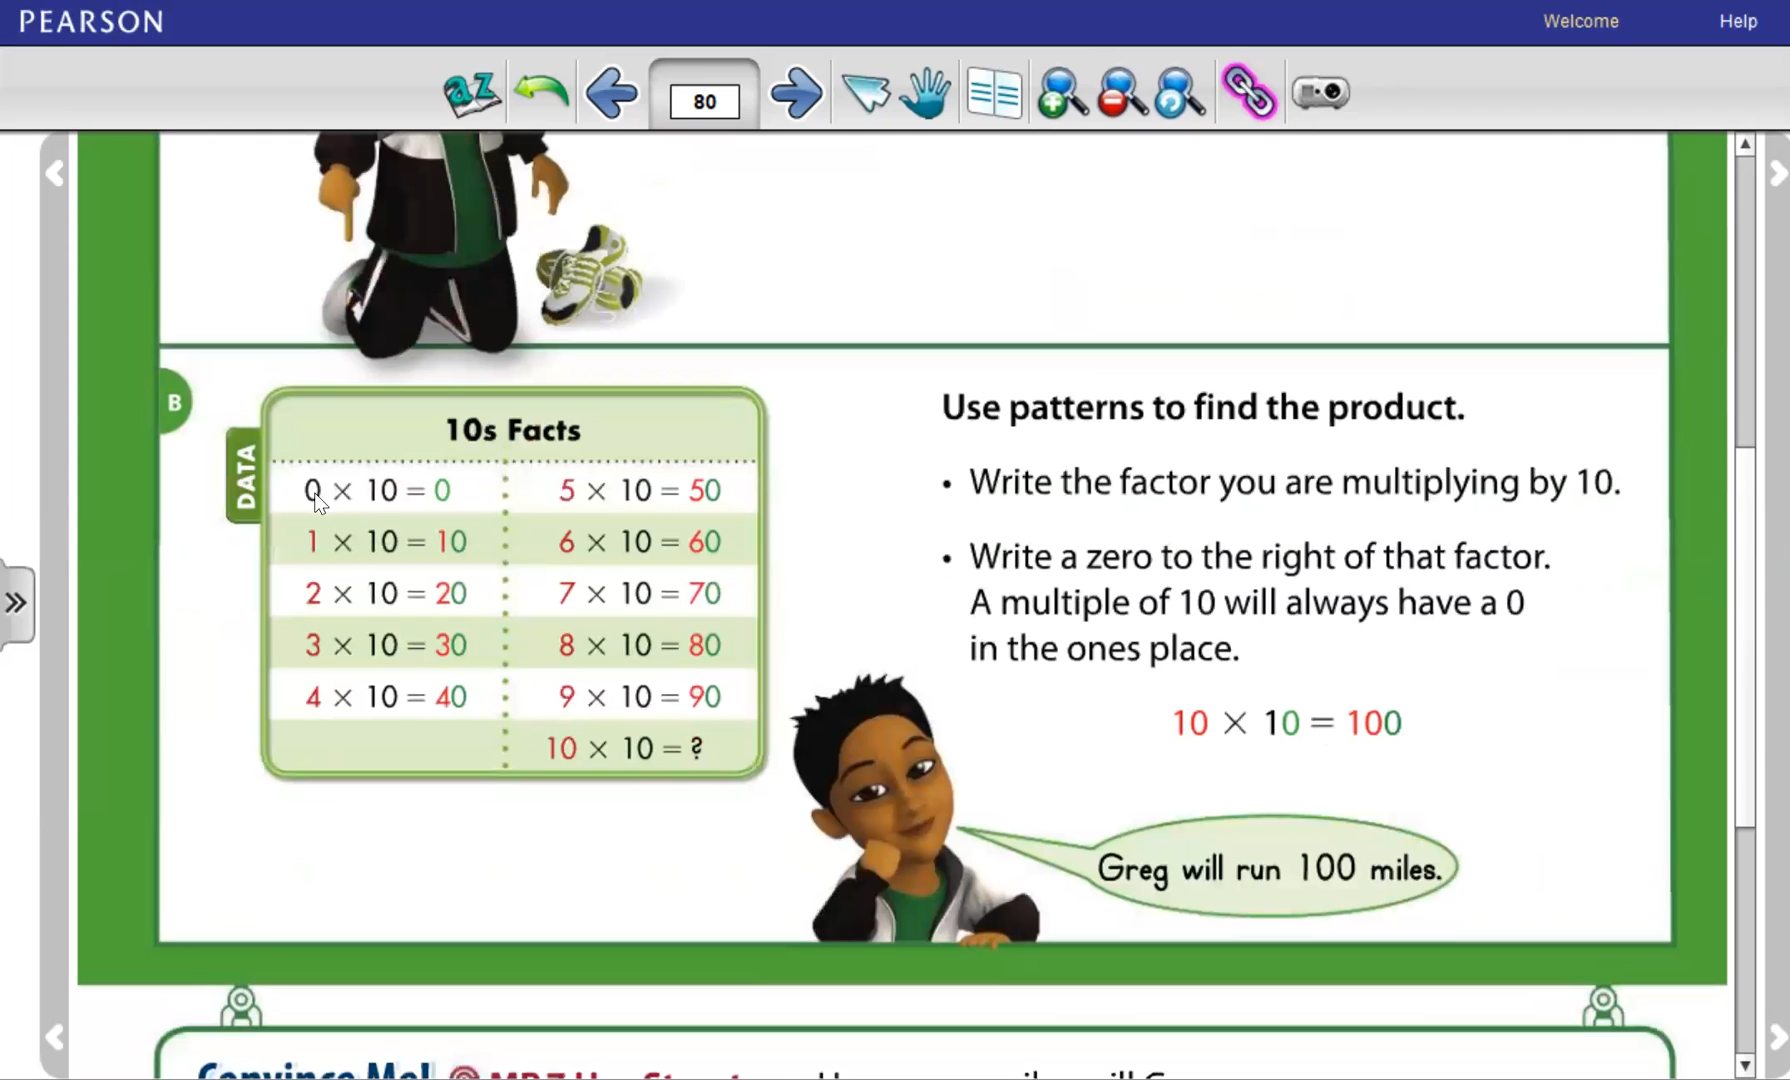 PEARSON
Welcome Help
az
80
B
DATA
10s Facts
0 × 10 = 0 5 × 10 = 50
1 × 10 = 10 6 × 10 = 60
2 × 10 = 20 7 × 10 = 70
3 × 10 = 30 8 × 10 = 80
4 × 10 = 40 9 × 10 = 90
10 × 10 = ?
Use patterns to find the product.
• Write the factor you are multiplying by 10.
• Write a zero to the right of that factor.
A multiple of 10 will always have a 0
in the ones place.
10 × 10 = 100
Greg will run 100 miles.
Convince Me!